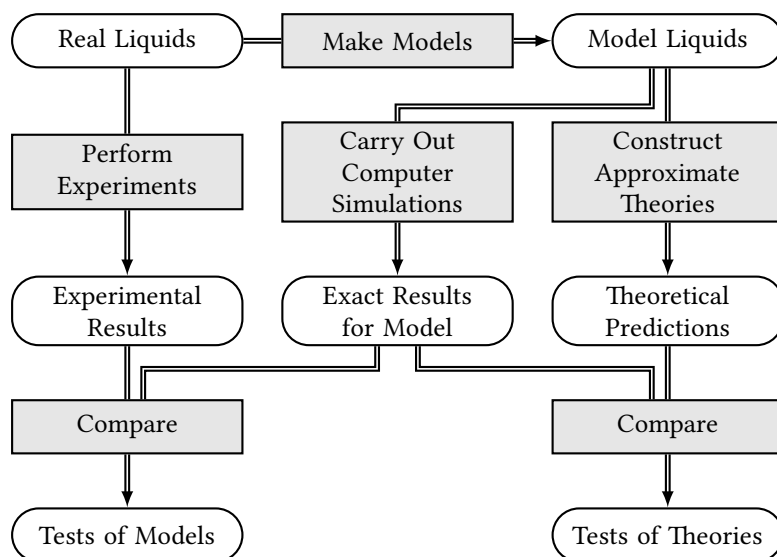 Real Liquids
Make Models
Model Liquids
Perform
Experiments
Carry Out
Computer
Simulations
Construct
Approximate
Theories
Experimental
Results
Exact Results
for Model
Theoretical
Predictions
Compare
Compare
Tests of Models
Tests of Theories